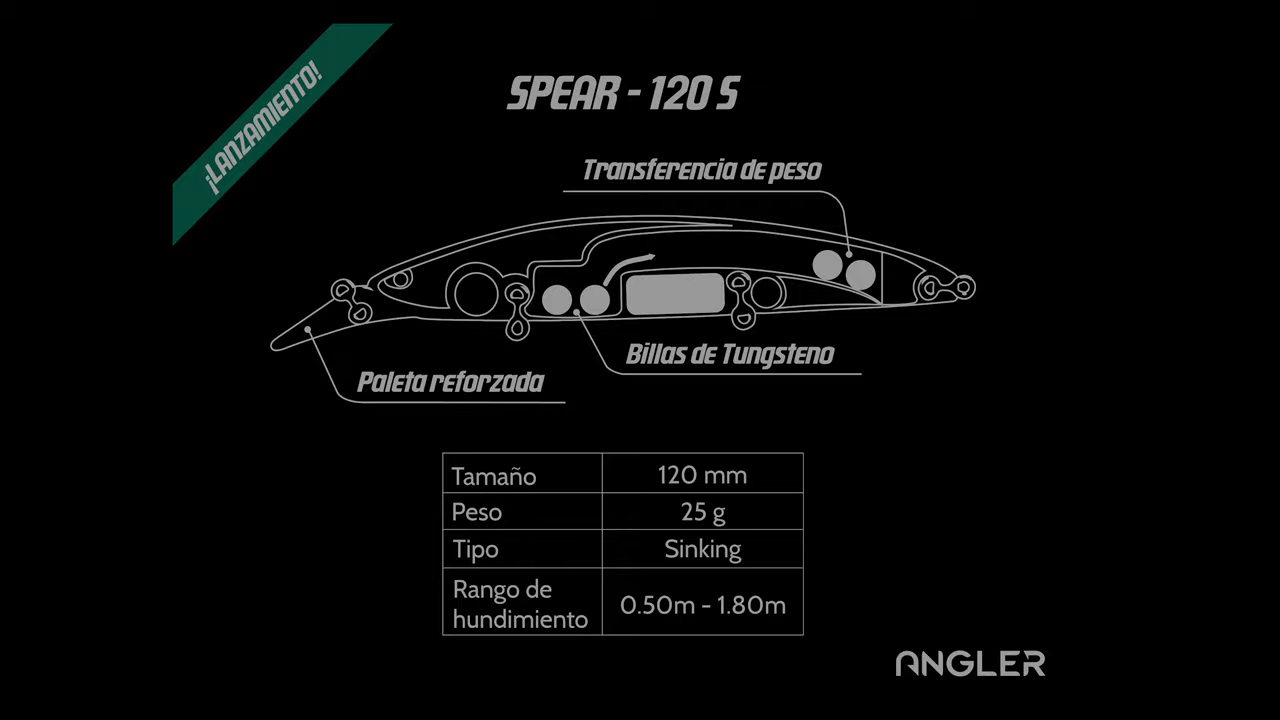 ¡LANZAMIENTO!
SPEAR - 120 S
Transferencia de peso
Billas de Tungsteno
Paleta reforzada
Tamaño 120 mm
Peso 25 g
Tipo Sinking
Rango de
hundimiento 0.50m - 1.80m
ANGLER